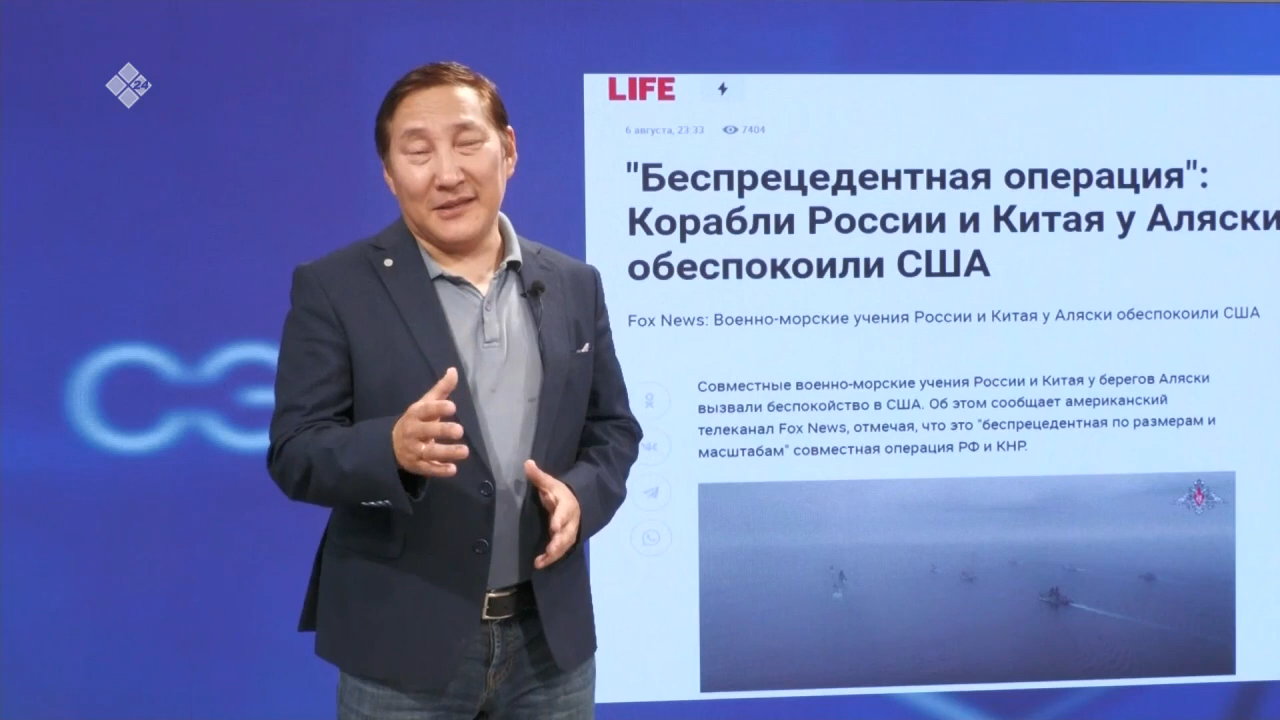 X24
LIFE
6 августа, 23:33 7404
"Беспрецедентная операция":
Корабли России и Китая у Аляски
обеспокоили США
Fox News: Военно-морские учения России и Китая у Аляски обеспокоили США
Совместные военно-морские учения России и Китая у берегов Аляски
вызвали беспокойство в США. Об этом сообщает американский
телеканал Fox News, отмечая, что это "беспрецедентная по размерам и
масштабам" совместная операция РФ и КНР.
СЭ